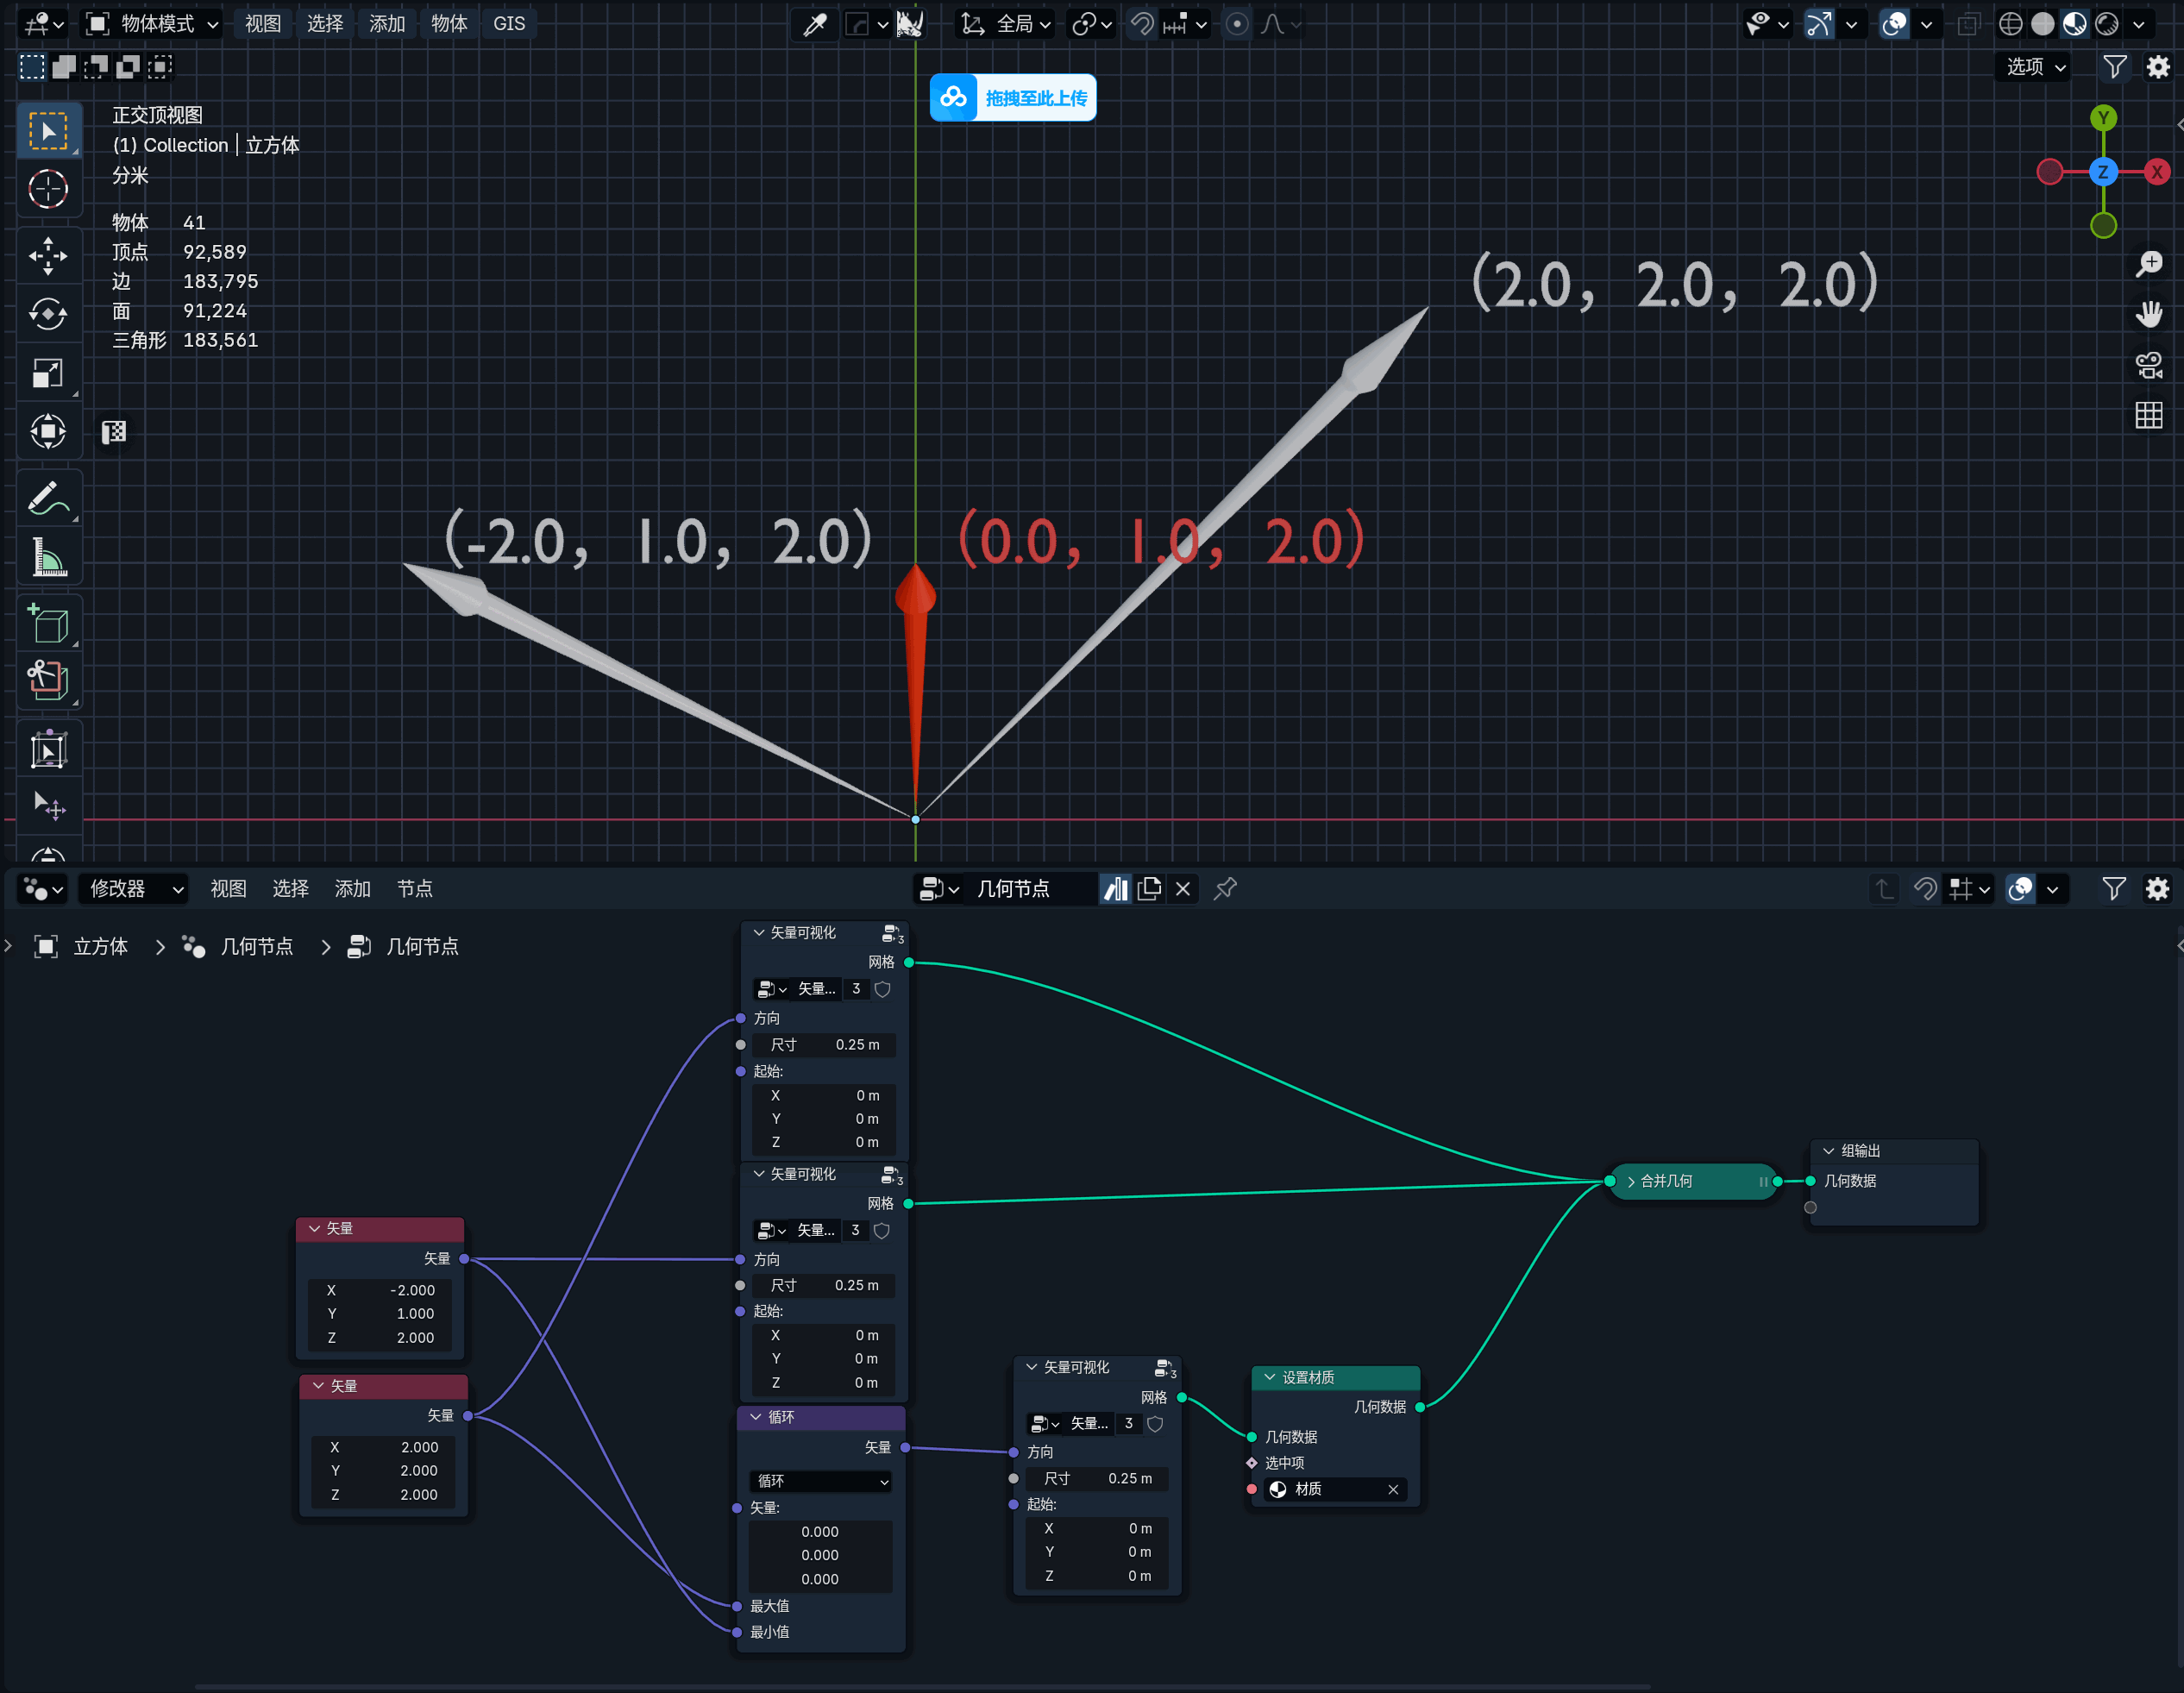 物体模式 视图 选择 添加 物体 GIS 全局
选项
拖拽至此上传
正交顶视图
(1) Collection | 立方体
分米
物体 41
顶点 92,589
边 183,795
面 91,224
三角形 183,561
Y
Z X
(2.0, 2.0, 2.0)
(-2.0, 1.0, 2.0) (0.0, 1.0, 2.0)
修改器 视图 选择 添加 节点 几何节点
立方体 > 几何节点 > 几何节点
矢量可视化 3
网格
矢量... 3
方向
尺寸 0.25 m
起始:
X 0 m
Y 0 m
Z 0 m
矢量可视化 3
网格
矢量... 3
方向
尺寸 0.25 m
起始:
X 0 m
Y 0 m
Z 0 m
矢量
矢量
X -2.000
Y 1.000
Z 2.000
矢量
矢量
X 2.000
Y 2.000
Z 2.000
循环
矢量
循环
矢量:
0.000
0.000
0.000
最大值
最小值
矢量可视化 3
网格
矢量... 3
方向
尺寸 0.25 m
起始:
X 0 m
Y 0 m
Z 0 m
设置材质
几何数据
几何数据
选中项
材质
合并几何
组输出
几何数据